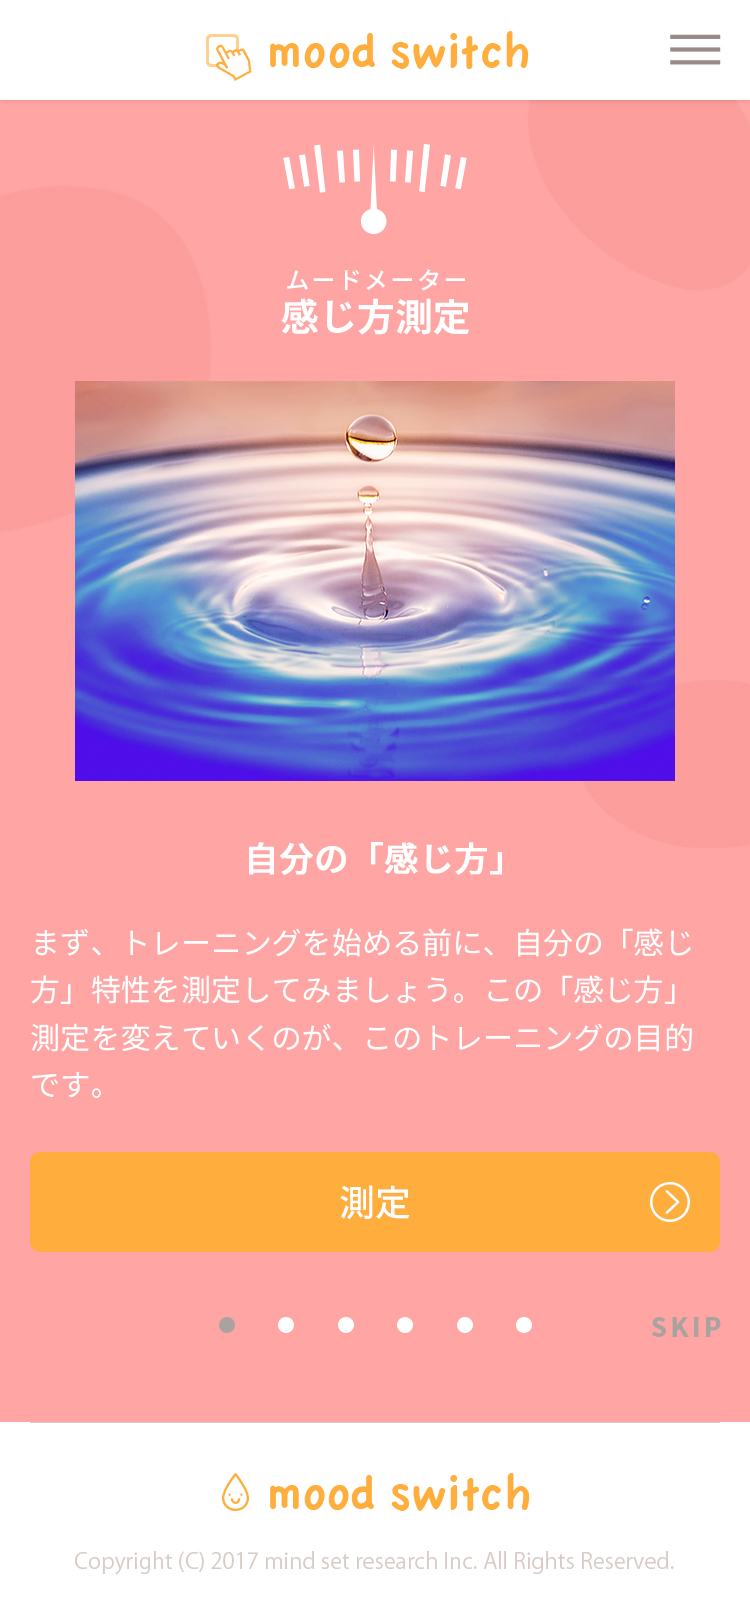 mood switch
ムードメーター
感じ方測定
自分の「感じ方」
まず、トレーニングを始める前に、自分の「感じ
方」特性を測定してみましょう。この「感じ方」
測定を変えていくのが、このトレーニングの目的
です。
測定
SKIP
mood switch
Copyright (C) 2017 mind set research Inc. All Rights Reserved.